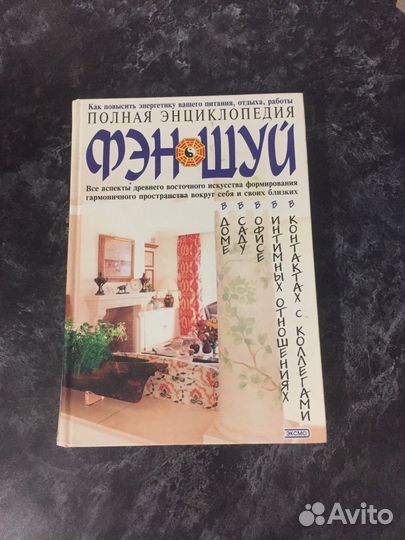 Как повысить энергетику вашего питания, отдыха, работы
ПОЛНАЯ ЭНЦИКЛОПЕДИЯ
ФЭН ШУЙ
Все аспекты древнего восточного искусства формирования
гармоничного пространства вокруг себя и своих близких
В ДОМЕ
В САДУ
В ОФИСЕ
В ИНТИМНЫХ ОТНОШЕНИЯХ
В КОНТАКТАХ С КОЛЛЕГАМИ
ЭКСМО
Avito